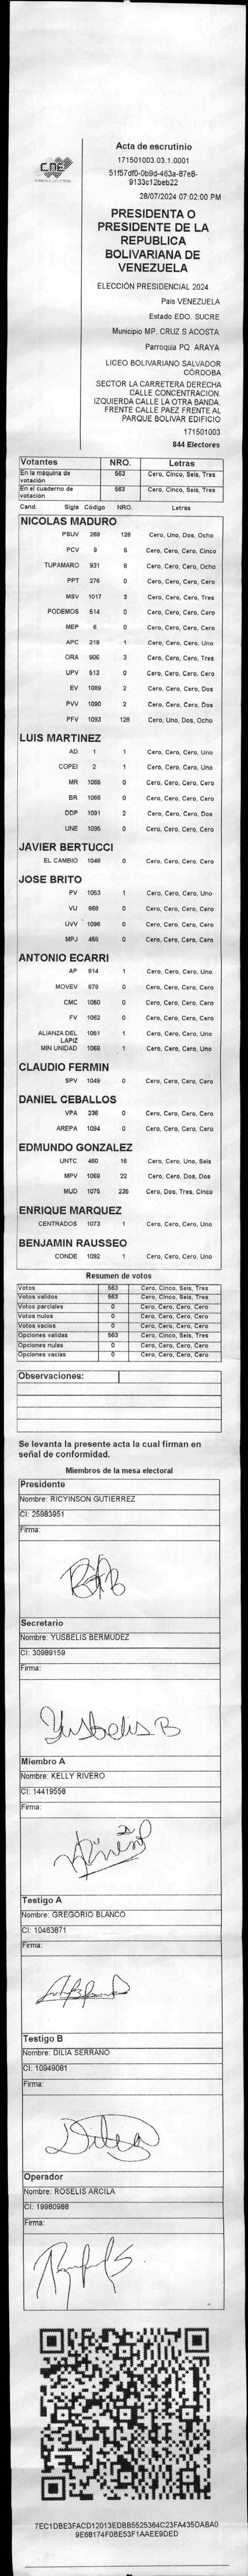 CNE
Acta de escrutinio
171501003.03.1.0001
51f57df0-0b9d-463a-87e8-
9133c12beb22
28/07/2024 07:02:00 PM
PRESIDENTA O
PRESIDENTE DE LA
REPUBLICA
BOLIVARIANA DE
VENEZUELA
ELECCIÓN PRESIDENCIAL 2024
País VENEZUELA
Estado EDO. SUCRE
Municipio MP. CRUZ S ACOSTA
Parroquia PQ. ARAYA
LICEO BOLIVARIANO SALVADOR
CÓRDOBA
SECTOR LA CARRETERA DERECHA
CALLE CONCENTRACION.
IZQUIERDA CALLE LA OTRA BANDA.
FRENTE CALLE PAEZ FRENTE AL
PARQUE BOLIVAR EDIFICIO
171501003
844 Electores
Votantes NRO. Letras
En la máquina de votación 563 Cero, Cinco, Seis, Tres
En el cuaderno de votación 563 Cero, Cinco, Seis, Tres
Cand. Sigla Código NRO. Letras
NICOLAS MADURO
PSUV 269 128 Cero, Uno, Dos, Ocho
PCV 9 5 Cero, Cero, Cero, Cinco
TUPAMARO 931 8 Cero, Cero, Cero, Ocho
PPT 276 0 Cero, Cero, Cero, Cero
MSV 1017 3 Cero, Cero, Cero, Tres
PODEMOS 514 0 Cero, Cero, Cero, Cero
MEP 6 0 Cero, Cero, Cero, Cero
APC 219 1 Cero, Cero, Cero, Uno
ORA 906 3 Cero, Cero, Cero, Tres
UPV 513 0 Cero, Cero, Cero, Cero
EV 1089 2 Cero, Cero, Cero, Dos
PVV 1090 2 Cero, Cero, Cero, Dos
PFV 1093 128 Cero, Uno, Dos, Ocho
LUIS MARTINEZ
AD 1 1 Cero, Cero, Cero, Uno
COPEI 2 1 Cero, Cero, Cero, Uno
MR 1065 0 Cero, Cero, Cero, Cero
BR 1066 0 Cero, Cero, Cero, Cero
DDP 1091 2 Cero, Cero, Cero, Dos
UNE 1095 0 Cero, Cero, Cero, Cero
JAVIER BERTUCCI
EL CAMBIO 1048 0 Cero, Cero, Cero, Cero
JOSE BRITO
PV 1053 1 Cero, Cero, Cero, Uno
VU 968 0 Cero, Cero, Cero, Cero
UVV 1096 0 Cero, Cero, Cero, Cero
MPJ 458 0 Cero, Cero, Cero, Cero
ANTONIO ECARRI
AP 914 1 Cero, Cero, Cero, Uno
MOVEV 878 0 Cero, Cero, Cero, Cero
CMC 1050 0 Cero, Cero, Cero, Cero
FV 1062 0 Cero, Cero, Cero, Cero
ALIANZA DEL LAPIZ 1051 1 Cero, Cero, Cero, Uno
MIN UNIDAD 1068 1 Cero, Cero, Cero, Uno
CLAUDIO FERMIN
SPV 1049 0 Cero, Cero, Cero, Cero
DANIEL CEBALLOS
VPA 236 0 Cero, Cero, Cero, Cero
AREPA 1094 0 Cero, Cero, Cero, Cero
EDMUNDO GONZALEZ
UNTC 460 16 Cero, Cero, Uno, Seis
MPV 1069 22 Cero, Cero, Dos, Dos
MUD 1075 235 Cero, Dos, Tres, Cinco
ENRIQUE MARQUEZ
CENTRADOS 1073 1 Cero, Cero, Cero, Uno
BENJAMIN RAUSSEO
CONDE 1092 1 Cero, Cero, Cero, Uno
Resumen de votos
Votos 563 Cero, Cinco, Seis, Tres
Votos válidos 563 Cero, Cinco, Seis, Tres
Votos parciales 0 Cero, Cero, Cero, Cero
Votos nulos 0 Cero, Cero, Cero, Cero
Votos vacíos 0 Cero, Cero, Cero, Cero
Opciones válidas 563 Cero, Cinco, Seis, Tres
Opciones nulas 0 Cero, Cero, Cero, Cero
Opciones vacías 0 Cero, Cero, Cero, Cero
Observaciones:
Se levanta la presente acta la cual firman en
señal de conformidad.
Miembros de la mesa electoral
Presidente
Nombre: RICYINSON GUTIERREZ
CI: 25983951
Firma:
Secretario
Nombre: YUSBELIS BERMUDEZ
CI: 30989159
Firma:
Yusbelis B
Miembro A
Nombre: KELLY RIVERO
CI: 14419558
Firma:
Testigo A
Nombre: GREGORIO BLANCO
CI: 10463871
Firma:
Testigo B
Nombre: DILIA SERRANO
CI: 10949081
Firma:
Dilia
Operador
Nombre: ROSELIS ARCILA
CI: 19980986
Firma:
7EC1DBE3FACD12013EDBB5525364C23FA435DABA0
9E68174F0BE53F1AAEE9DED